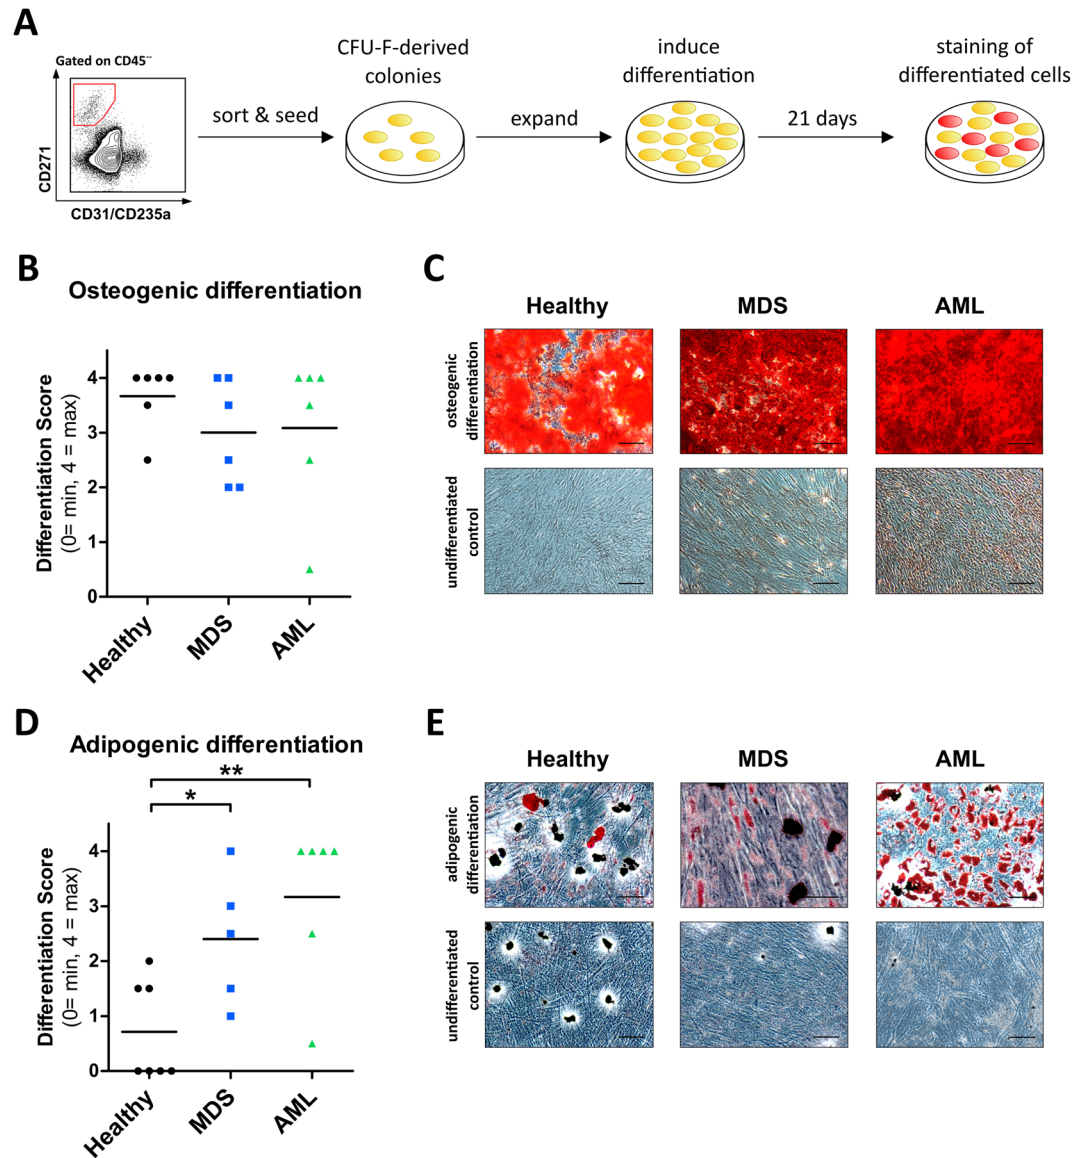 A
Gated on CD45--
CD271
CD31/CD235a
sort & seed
CFU-F-derived
colonies
expand
induce
differentiation
21 days
staining of
differentiated cells
B
Osteogenic differentiation
Differentiation Score
(0= min, 4 = max)
4
3
2
1
0
Healthy
MDS
AML
C
Healthy
MDS
AML
osteogenic
differentiation
undifferentiated
control
D
Adipogenic differentiation
**
*
Differentiation Score
(0= min, 4 = max)
4
3
2
1
0
Healthy
MDS
AML
E
Healthy
MDS
AML
adipogenic
differentiation
undifferentiated
control